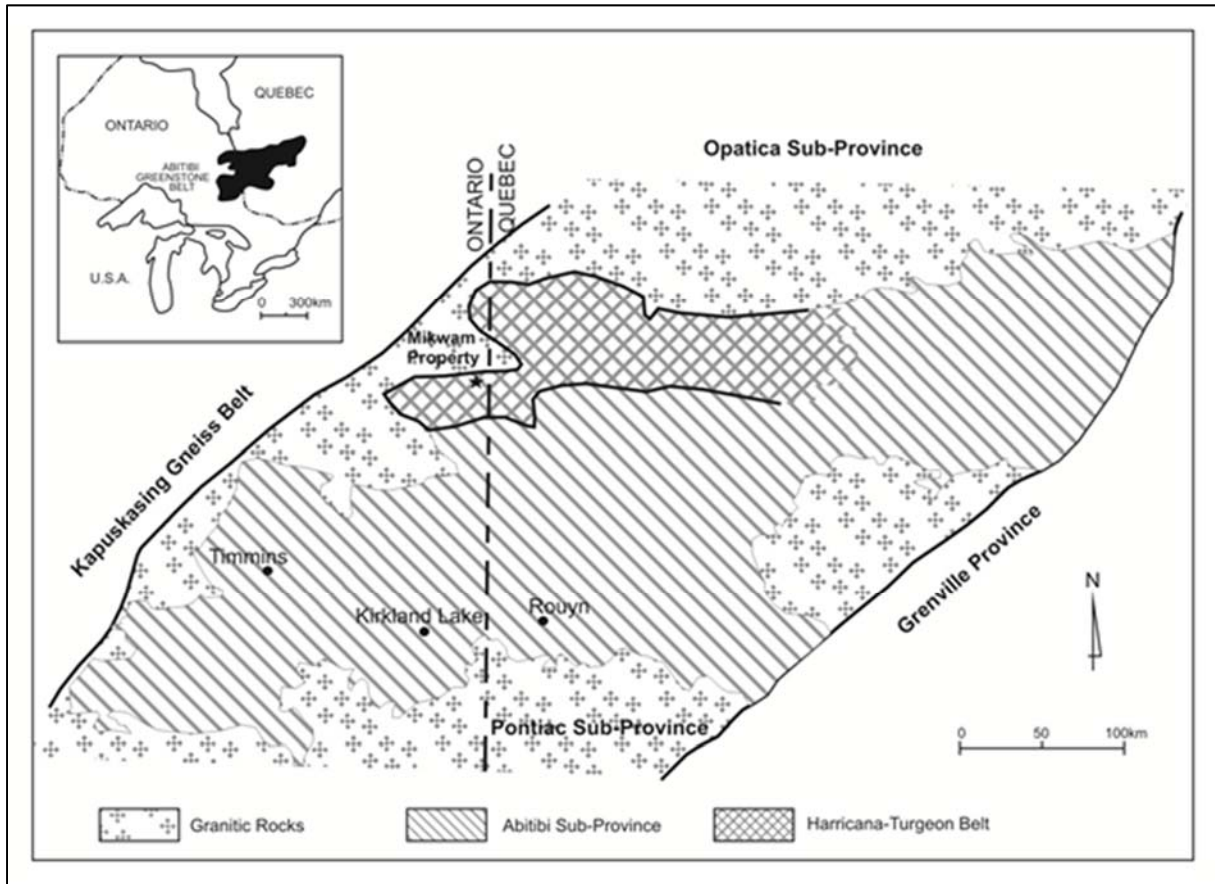 QUEBEC
ONTARIO
ABITIBI
GREENSTONE
BELT
U.S.A.
0 300km
Opatica Sub-Province
ONTARIO
QUEBEC
Mikwam
Property
Kapuskasing Gneiss Belt
Timmins
Kirkland Lake
Rouyn
Grenville Province
N
Pontiac Sub-Province
0 50 100km
Granitic Rocks
Abitibi Sub-Province
Harricana-Turgeon Belt